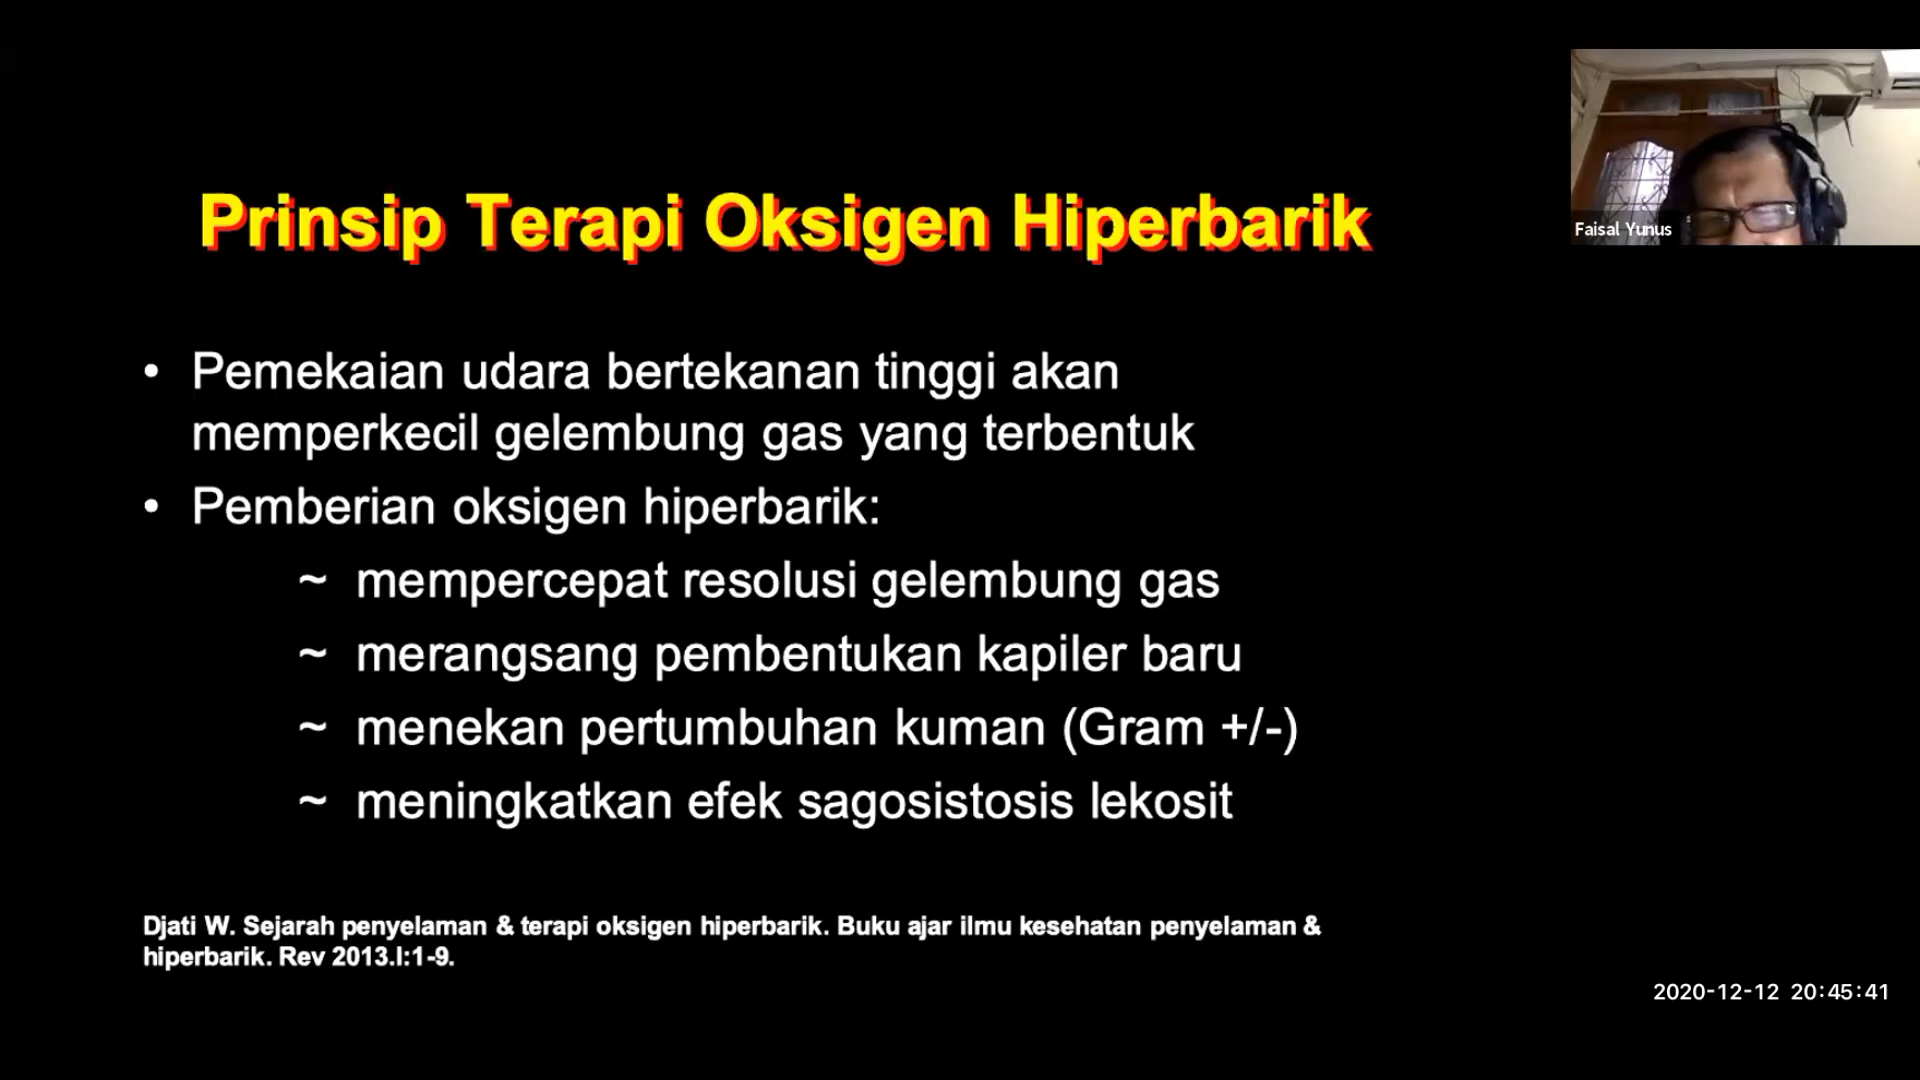 Prinsip Terapi Oksigen Hiperbarik
Faisal Yunus
• Pemekaian udara bertekanan tinggi akan
memperkecil gelembung gas yang terbentuk
• Pemberian oksigen hiperbarik:
~ mempercepat resolusi gelembung gas
~ merangsang pembentukan kapiler baru
~ menekan pertumbuhan kuman (Gram +/-)
~ meningkatkan efek sagosistosis lekosit
Djati W. Sejarah penyelaman & terapi oksigen hiperbarik. Buku ajar ilmu kesehatan penyelaman &
hiperbarik. Rev 2013.I:1-9.
2020-12-12 20:45:41